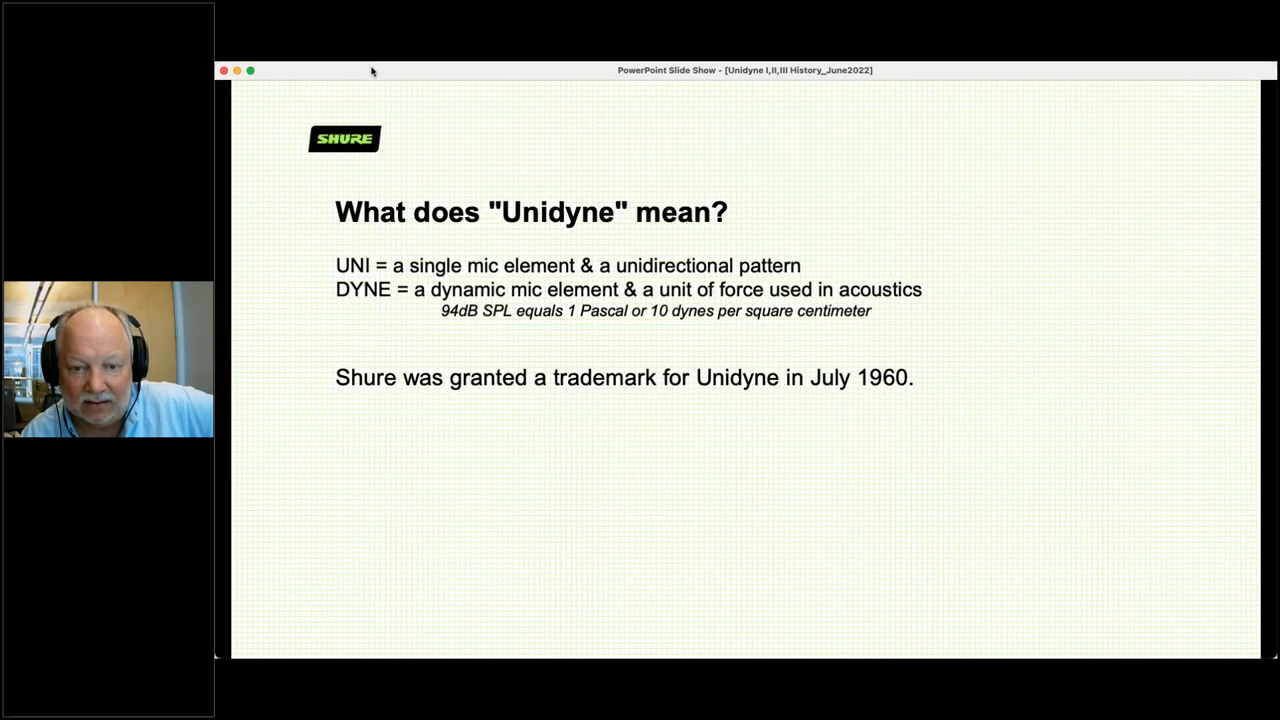 PowerPoint Slide Show - [Unidyne I,II,III History_June2022]
SHURE
What does "Unidyne" mean?
UNI = a single mic element & a unidirectional pattern
DYNE = a dynamic mic element & a unit of force used in acoustics
94dB SPL equals 1 Pascal or 10 dynes per square centimeter
Shure was granted a trademark for Unidyne in July 1960.